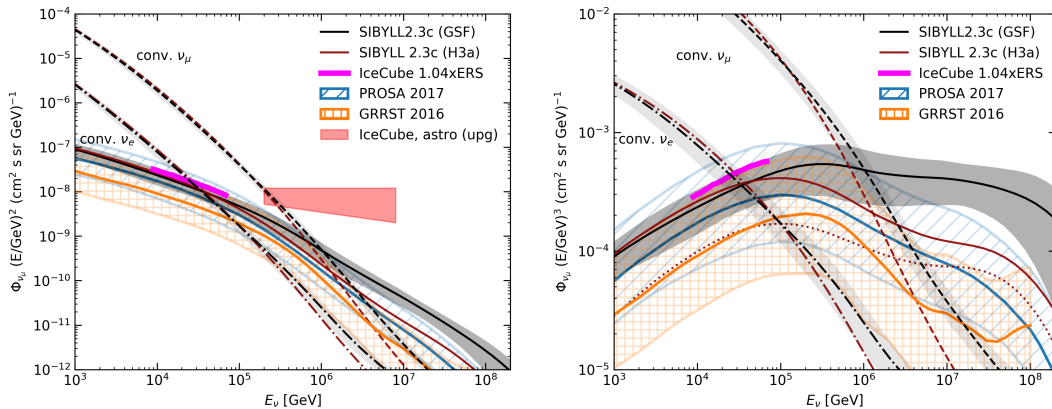 Φνμ (E/GeV)² (cm² s sr GeV)⁻¹
10⁻⁴
10⁻⁵
10⁻⁶
10⁻⁷
10⁻⁸
10⁻⁹
10⁻¹⁰
10⁻¹¹
10⁻¹²
conv. νμ
conv. νe
SIBYLL2.3c (GSF)
SIBYLL 2.3c (H3a)
IceCube 1.04xERS
PROSA 2017
GRRST 2016
IceCube, astro (upg)
10³ 10⁴ 10⁵ 10⁶ 10⁷ 10⁸
Eν [GeV]
Φνμ (E/GeV)³ (cm² s sr GeV)⁻¹
10⁻²
10⁻³
10⁻⁴
10⁻⁵
conv. νμ
conv. νe
SIBYLL2.3c (GSF)
SIBYLL 2.3c (H3a)
IceCube 1.04xERS
PROSA 2017
GRRST 2016
10³ 10⁴ 10⁵ 10⁶ 10⁷ 10⁸
Eν [GeV]